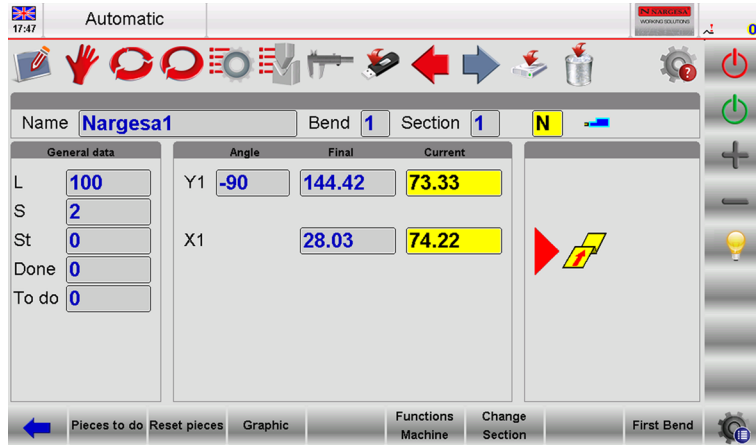 17:47
Automatic
NARGESA
WORKING SOLUTIONS
0
Name Nargesa1 Bend 1 Section 1 N
General data
Angle Final Current
L 100
S 2
St 0
Done 0
To do 0
Y1 -90 144.42 73.33
X1 28.03 74.22
Pieces to do Reset pieces Graphic Functions Machine Change Section First Bend